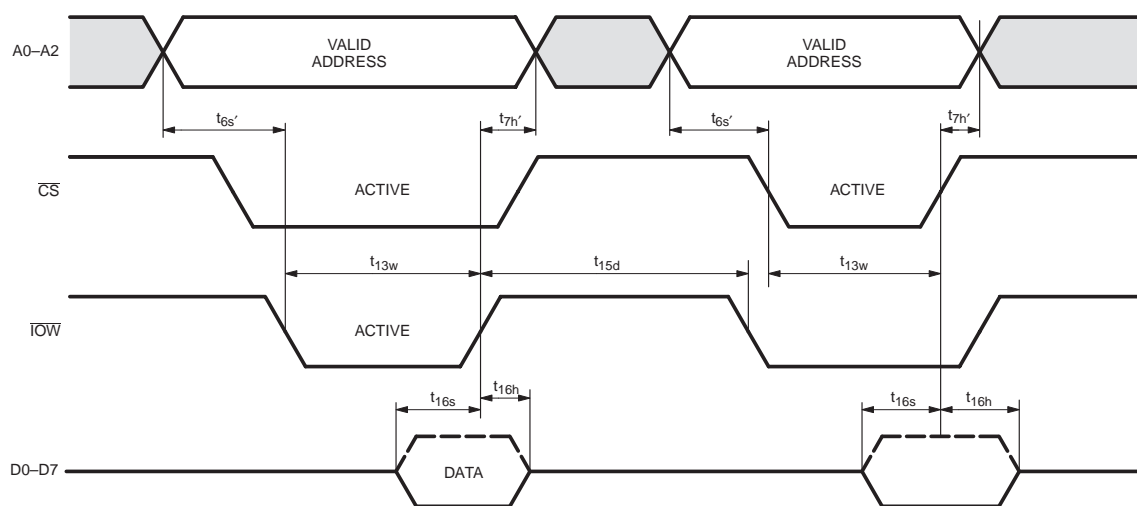 A0–A2
VALID
ADDRESS
VALID
ADDRESS
t6s′
t7h′
t6s′
t7h′
CS
ACTIVE
ACTIVE
t13w
t15d
t13w
IOW
ACTIVE
t16s
t16h
t16s
t16h
D0–D7
DATA